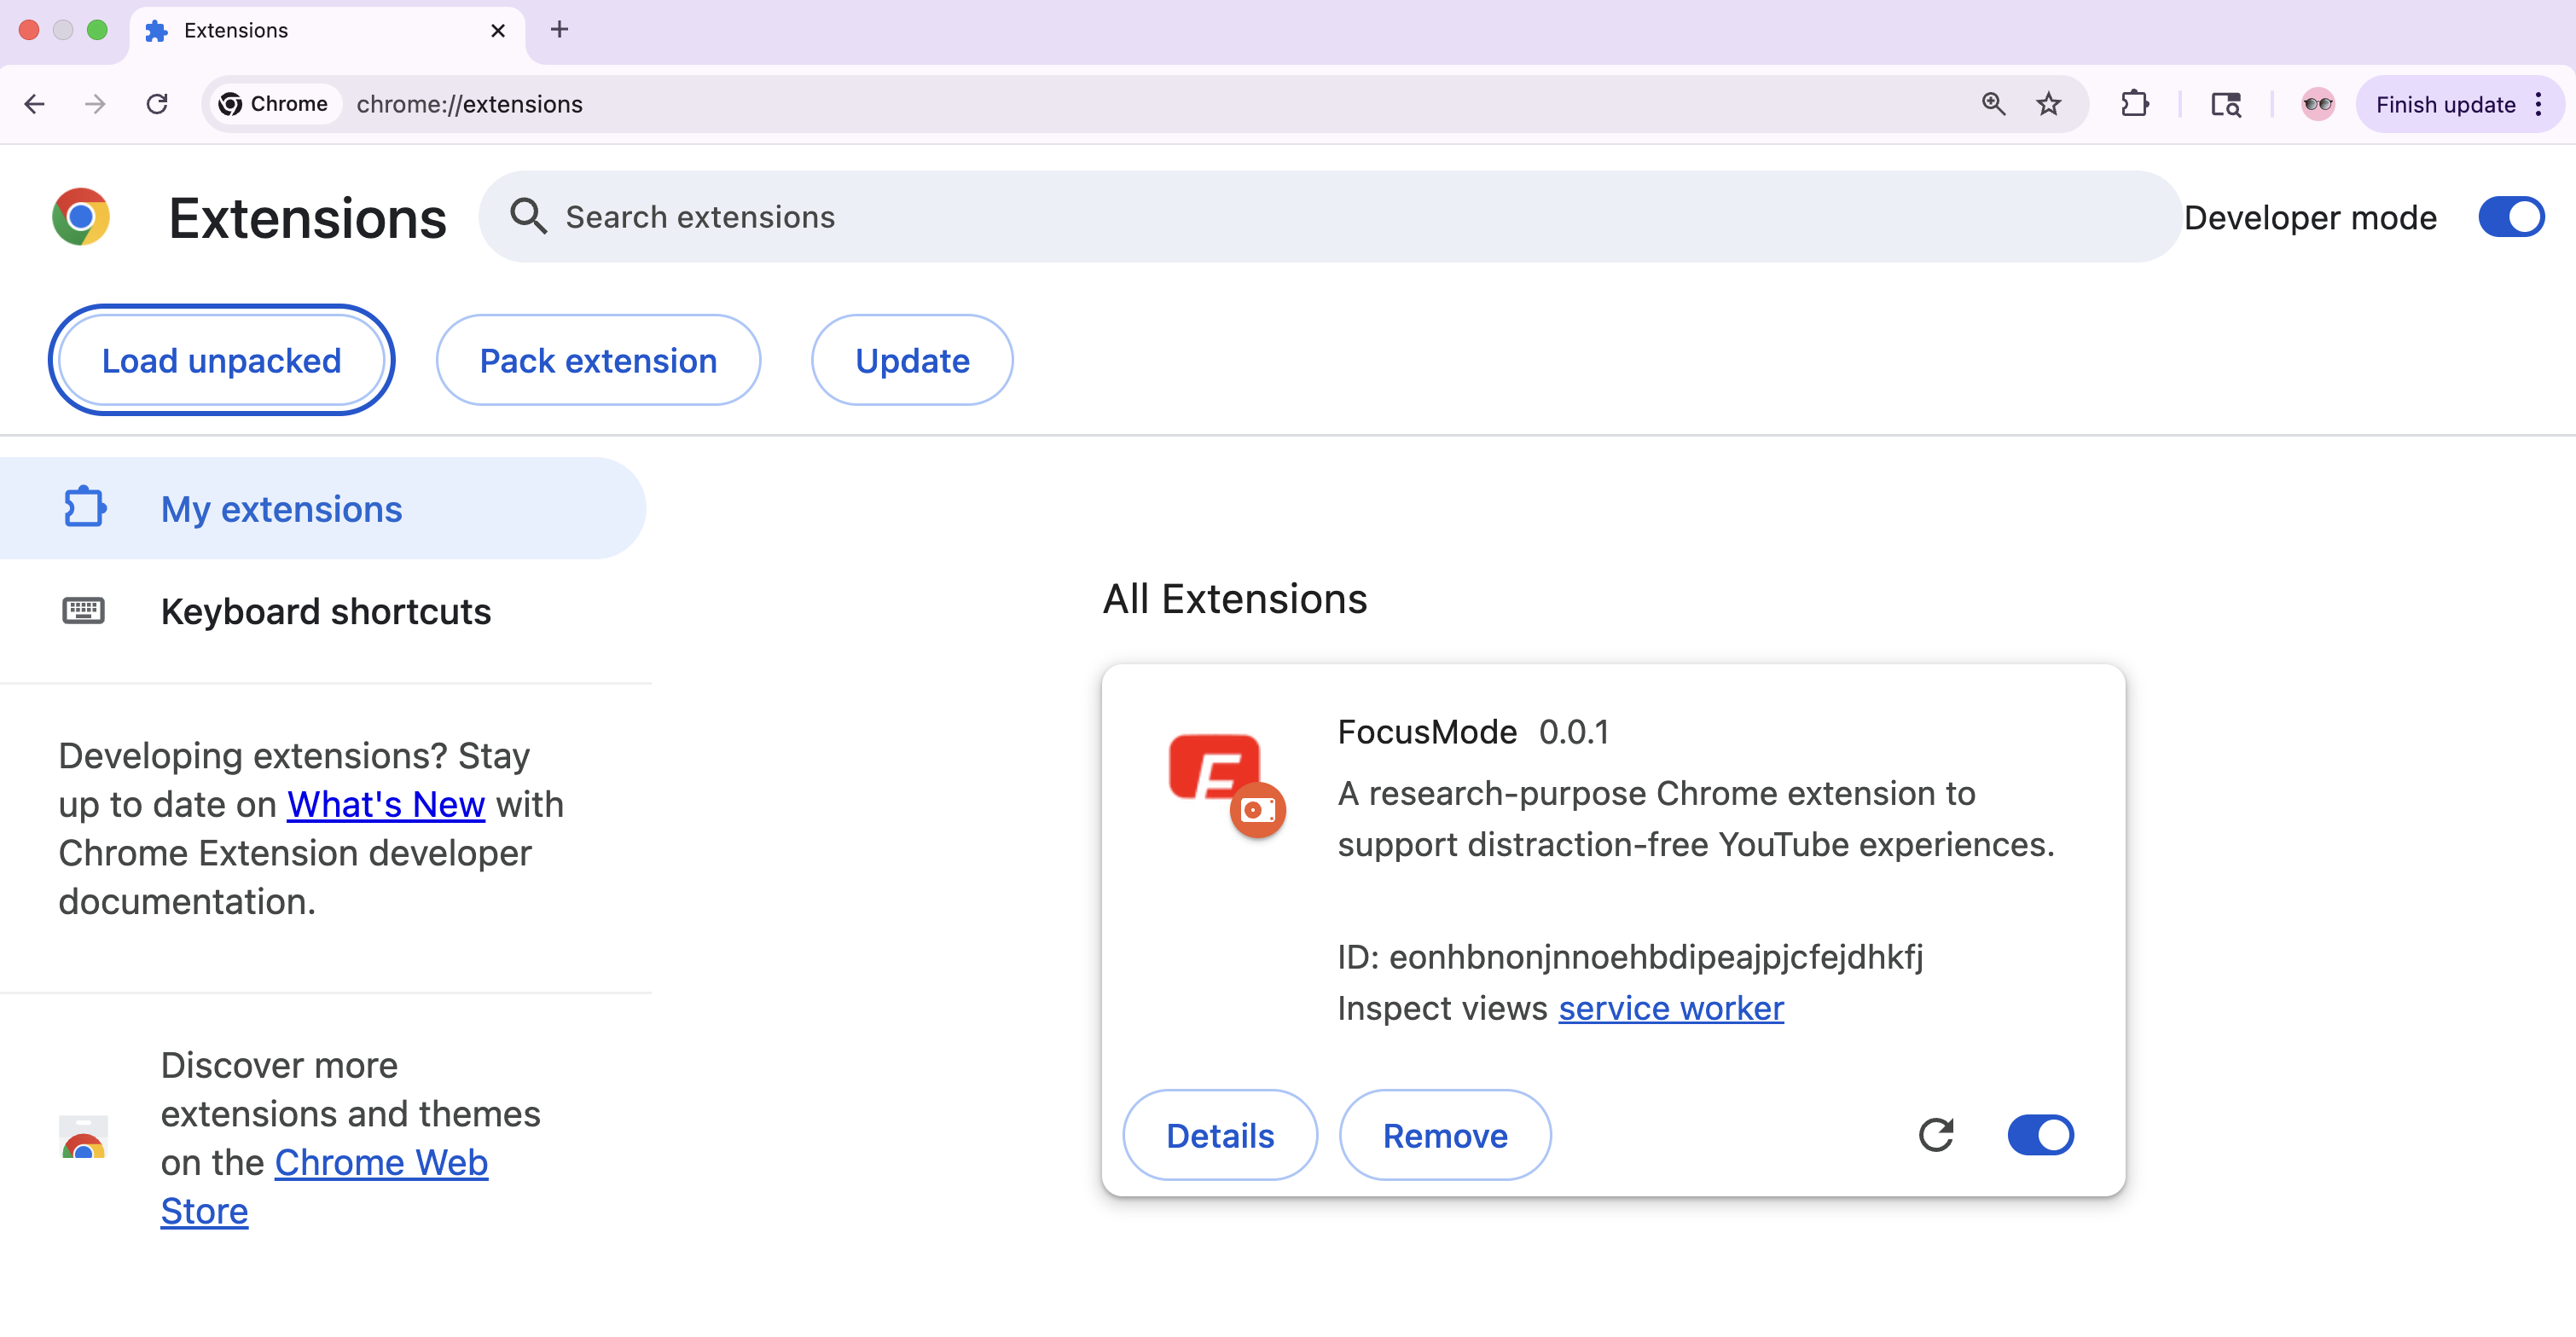 Extensions
Chrome
chrome://extensions
Finish update
Extensions
Search extensions
Developer mode
Load unpacked
Pack extension
Update
My extensions
Keyboard shortcuts
Developing extensions? Stay
up to date on What's New with
Chrome Extension developer
documentation.
Discover more
extensions and themes
on the Chrome Web
Store
All Extensions
E
FocusMode 0.0.1
A research-purpose Chrome extension to
support distraction-free YouTube experiences.
ID: eonhbnonjnnoehbdipeajpjcfejdhkfj
Inspect views service worker
Details
Remove